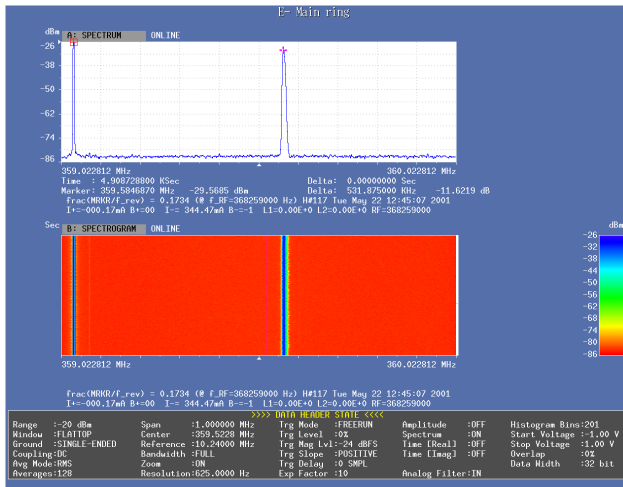 E- Main ring
dBm A: SPECTRUM ONLINE
-26
-38
-50
-62
-74
-86
359.022812 MHz 360.022812 MHz
Time : 4.908728800 KSec Delta: 0.00000000 Sec
Marker: 359.5846870 MHz -29.5685 dBm Delta: 531.875000 KHz -11.6219 dB
frac(MRKR/f_rev) = 0.1734 (@ f_RF=368259000 Hz) H#117 Tue May 22 12:45:07 2001
I+=-000.17mA B+=00 I-= 344.47mA B-=-1 L1=0.00E+0 L2=0.00E+0 RF=368259000
Sec B: SPECTROGRAM ONLINE dBm
-26
-32
-38
-44
-50
-56
-62
-68
-74
-80
-86
359.022812 MHz 360.022812 MHz
frac(MRKR/f_rev) = 0.1734 (@ f_RF=368259000 Hz) H#117 Tue May 22 12:45:07 2001
I+=-000.17mA B+=00 I-= 344.47mA B-=-1 L1=0.00E+0 L2=0.00E+0 RF=368259000
>>>> DATA HEADER STATE <<<<
Range :-20 dBm Span :1.000000 MHz Trg Mode :FREERUN Amplitude :OFF Histogram Bins:201
Window :FLATTOP Center :359.5228 MHz Trg Level :0% Spectrum :ON Start Voltage :-1.00 V
Ground :SINGLE-ENDED Reference :10.24000 MHz Trg Mag Lvl:-24 dBFS Time [Real] :OFF Stop Voltage :1.00 V
Coupling:DC Bandwidth :FULL Trg Slope :POSITIVE Time [Imag] :OFF Overlap :0%
Avg Mode:RMS Zoom :ON Trg Delay :0 SMPL Data Width :32 bit
Averages:128 Resolution:625.0000 Hz Exp Factor :10 Analog Filter:IN